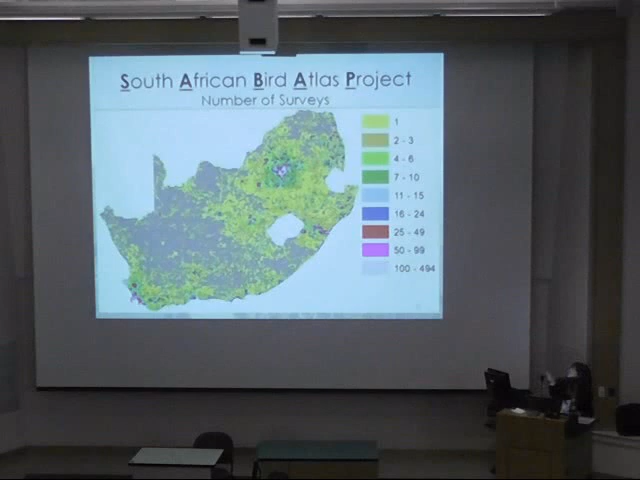 South African Bird Atlas Project
Number of Surveys
1
2 - 3
4 - 6
7 - 10
11 - 15
16 - 24
25 - 49
50 - 99
100 - 494